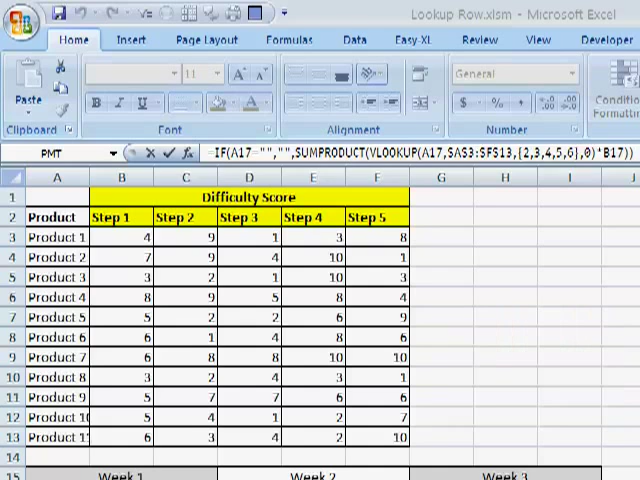 Lookup Row.xlsm - Microsoft Excel
Home Insert Page Layout Formulas Data Easy-XL Review View Developer
11 A A General
Paste B I U A $ % , .00 .0 Conditio
Formatting
Clipboard Font Alignment Number
PMT fx =IF(A17="","",SUMPRODUCT(VLOOKUP(A17,$A$3:$F$13,{2,3,4,5,6},0)*B17))
A B C D E F G H I J
1 Difficulty Score
2 Product Step 1 Step 2 Step 3 Step 4 Step 5
3 Product 1 4 9 1 3 8
4 Product 2 7 9 4 10 1
5 Product 3 3 2 1 10 3
6 Product 4 8 9 5 8 4
7 Product 5 5 2 2 6 9
8 Product 6 6 1 4 8 6
9 Product 7 6 8 8 10 10
10 Product 8 3 2 4 3 1
11 Product 9 5 7 7 6 6
12 Product 10 5 4 1 2 7
13 Product 11 6 3 4 2 10
14
15 Week 1 Week 2 Week 3